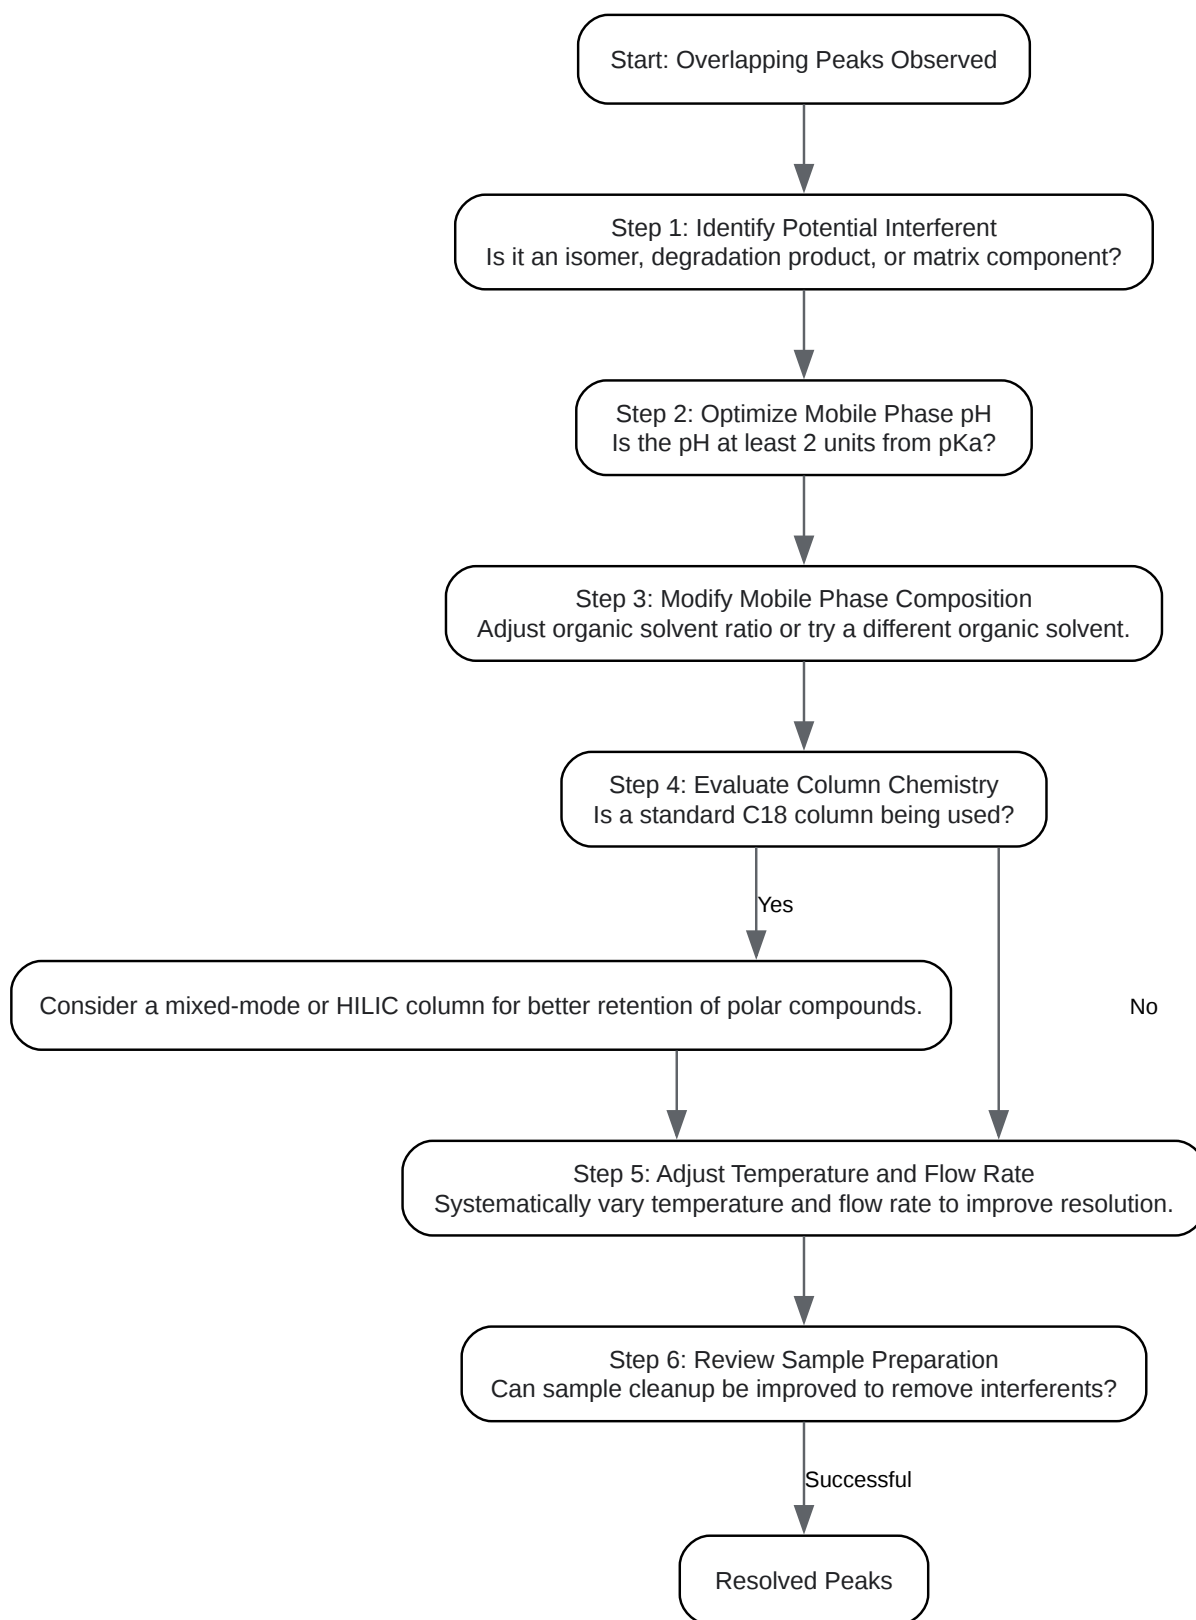 Start: Overlapping Peaks Observed
Step 1: Identify Potential Interferent
Is it an isomer, degradation product, or matrix component?
Step 2: Optimize Mobile Phase pH
Is the pH at least 2 units from pKa?
Step 3: Modify Mobile Phase Composition
Adjust organic solvent ratio or try a different organic solvent.
Step 4: Evaluate Column Chemistry
Is a standard C18 column being used?
Yes
Consider a mixed-mode or HILIC column for better retention of polar compounds.
No
Step 5: Adjust Temperature and Flow Rate
Systematically vary temperature and flow rate to improve resolution.
Step 6: Review Sample Preparation
Can sample cleanup be improved to remove interferents?
Successful
Resolved Peaks